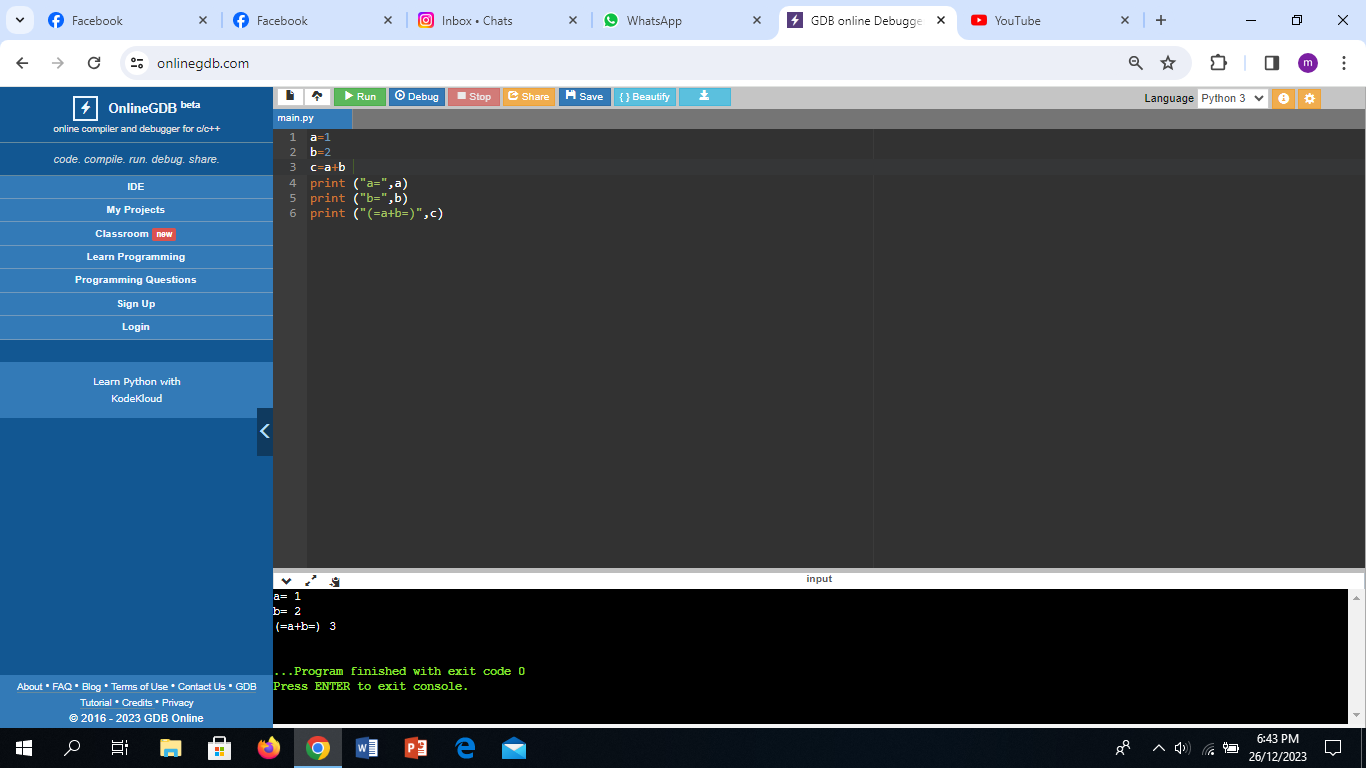 Facebook
Facebook
Inbox • Chats
WhatsApp
GDB online Debugge
YouTube
onlinegdb.com
m
OnlineGDB beta
online compiler and debugger for c/c++
code. compile. run. debug. share.
IDE
My Projects
Classroom new
Learn Programming
Programming Questions
Sign Up
Login
Learn Python with
KodeKloud
About • FAQ • Blog • Terms of Use • Contact Us • GDB
Tutorial • Credits • Privacy
© 2016 - 2023 GDB Online
Run Debug Stop Share Save { } Beautify
Language Python 3
main.py
1 a=1
2 b=2
3 c=a+b
4 print ("a=",a)
5 print ("b=",b)
6 print ("(=a+b=)",c)
input
a= 1
b= 2
(=a+b=) 3
...Program finished with exit code 0
Press ENTER to exit console.
6:43 PM
26/12/2023